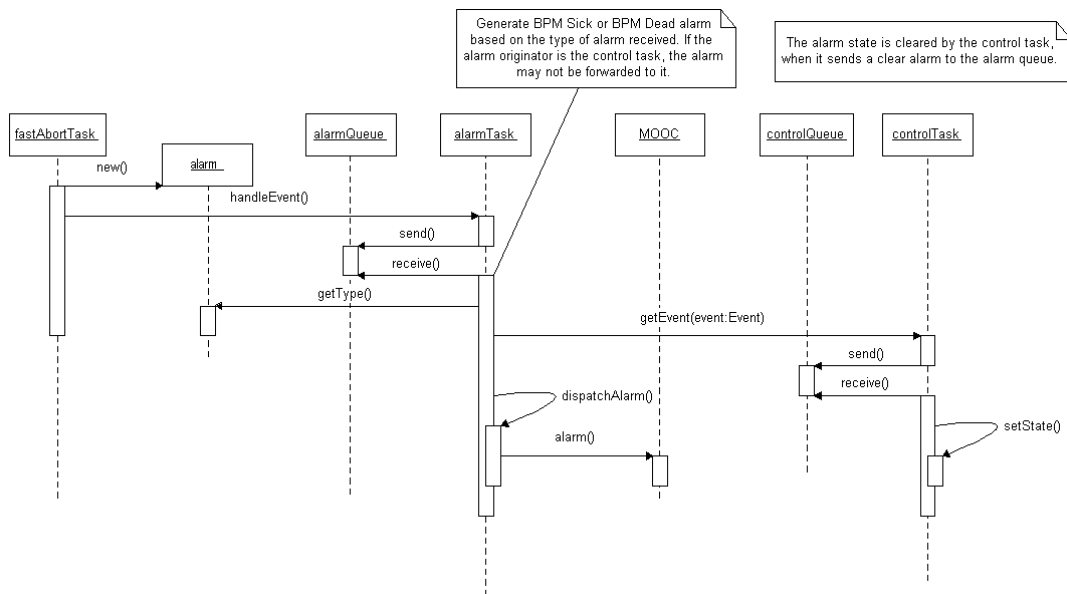 Generate BPM Sick or BPM Dead alarm
based on the type of alarm received. If the
alarm originator is the control task, the alarm
may not be forwarded to it.
The alarm state is cleared by the control task,
when it sends a clear alarm to the alarm queue.
fastAbortTask
alarm
alarmQueue
alarmTask
MOOC
controlQueue
controlTask
new()
handleEvent()
send()
receive()
getType()
getEvent(event:Event)
send()
receive()
dispatchAlarm()
setState()
alarm()